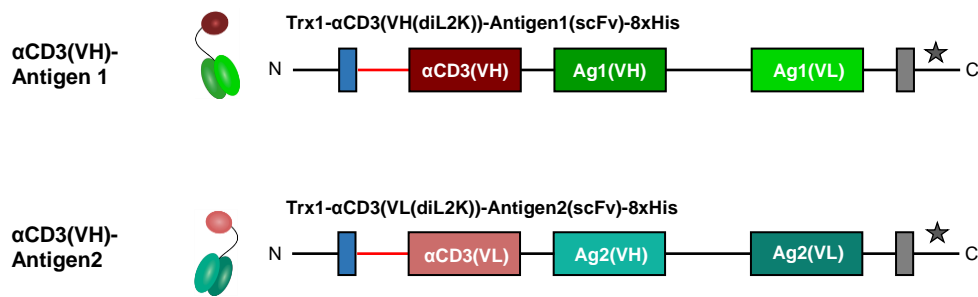 Trx1-αCD3(VH(diL2K))-Antigen1(scFv)-8xHis
αCD3(VH)-
Antigen 1
N
αCD3(VH)
Ag1(VH)
Ag1(VL)
C
Trx1-αCD3(VL(diL2K))-Antigen2(scFv)-8xHis
αCD3(VH)-
Antigen2
N
αCD3(VL)
Ag2(VH)
Ag2(VL)
C